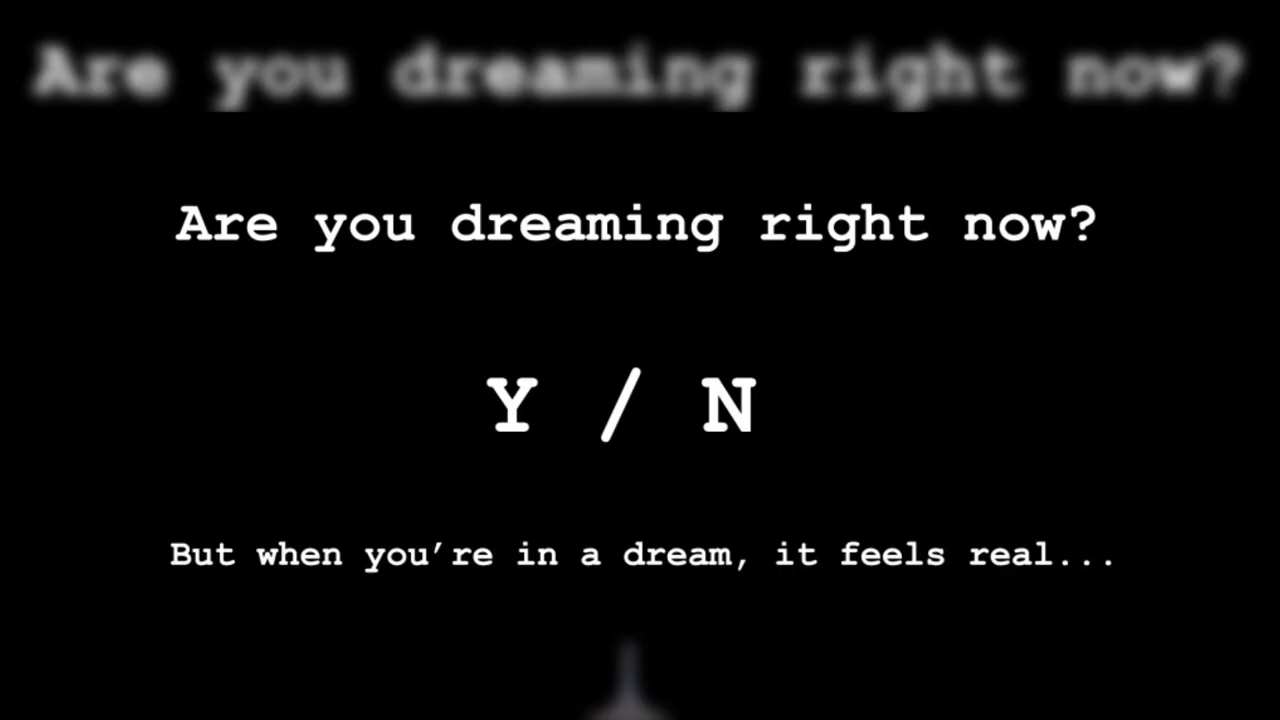 Are you dreaming right now?
Are you dreaming right now?
Y / N
But when you’re in a dream, it feels real...